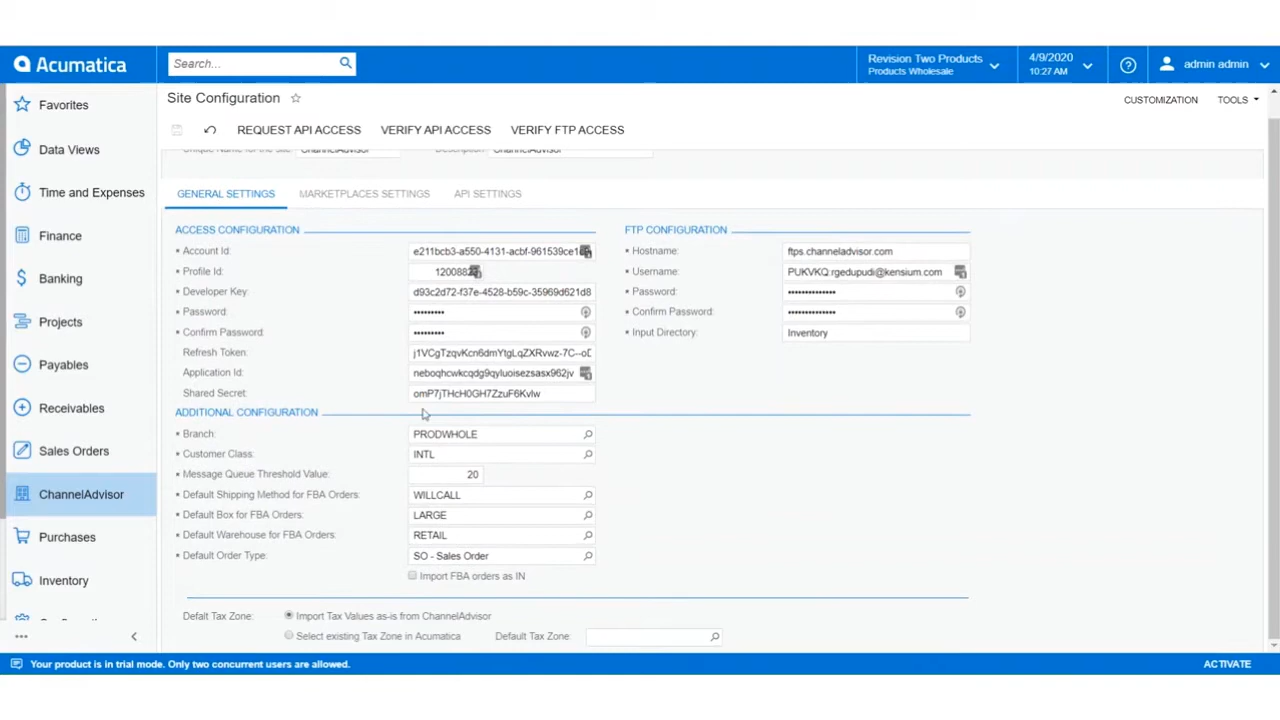 Acumatica
Search...
Revision Two Products
Products Wholesale
4/9/2020
10:27 AM
admin admin
Favorites
Data Views
Time and Expenses
Finance
Banking
Projects
Payables
Receivables
Sales Orders
ChannelAdvisor
Purchases
Inventory
Site Configuration
CUSTOMIZATION
TOOLS
REQUEST API ACCESS
VERIFY API ACCESS
VERIFY FTP ACCESS
Unique Name for the site: ChannelAdvisor
Description: ChannelAdvisor
GENERAL SETTINGS
MARKETPLACES SETTINGS
API SETTINGS
ACCESS CONFIGURATION
Account Id: e211bcb3-a550-4131-acbf-961539ce1
Profile Id: 1200882
Developer Key: d93c2d72-f37e-4528-b59c-35969d621d8
Password: •••••••••
Confirm Password: •••••••••
Refresh Token: j1VCgTzqvKcn6dmYtgLqZXRvwz-7C--oD
Application Id: neboqhcwkcqdg9qyluoisezsasx962jv
Shared Secret: omP7jTHcH0GH7ZzuF6Kvlw
ADDITIONAL CONFIGURATION
Branch: PRODWHOLE
Customer Class: INTL
Message Queue Threshold Value: 20
Default Shipping Method for FBA Orders: WILLCALL
Default Box for FBA Orders: LARGE
Default Warehouse for FBA Orders: RETAIL
Default Order Type: SO - Sales Order
Import FBA orders as IN
Defalt Tax Zone: Import Tax Values as-is from ChannelAdvisor
Select existing Tax Zone in Acumatica Default Tax Zone:
FTP CONFIGURATION
Hostname: ftps.channeladvisor.com
Username: PUKVKQ:rgedupudi@kensium.com
Password: ••••••••••••••
Confirm Password: ••••••••••••••
Input Directory: Inventory
Your product is in trial mode. Only two concurrent users are allowed.
ACTIVATE